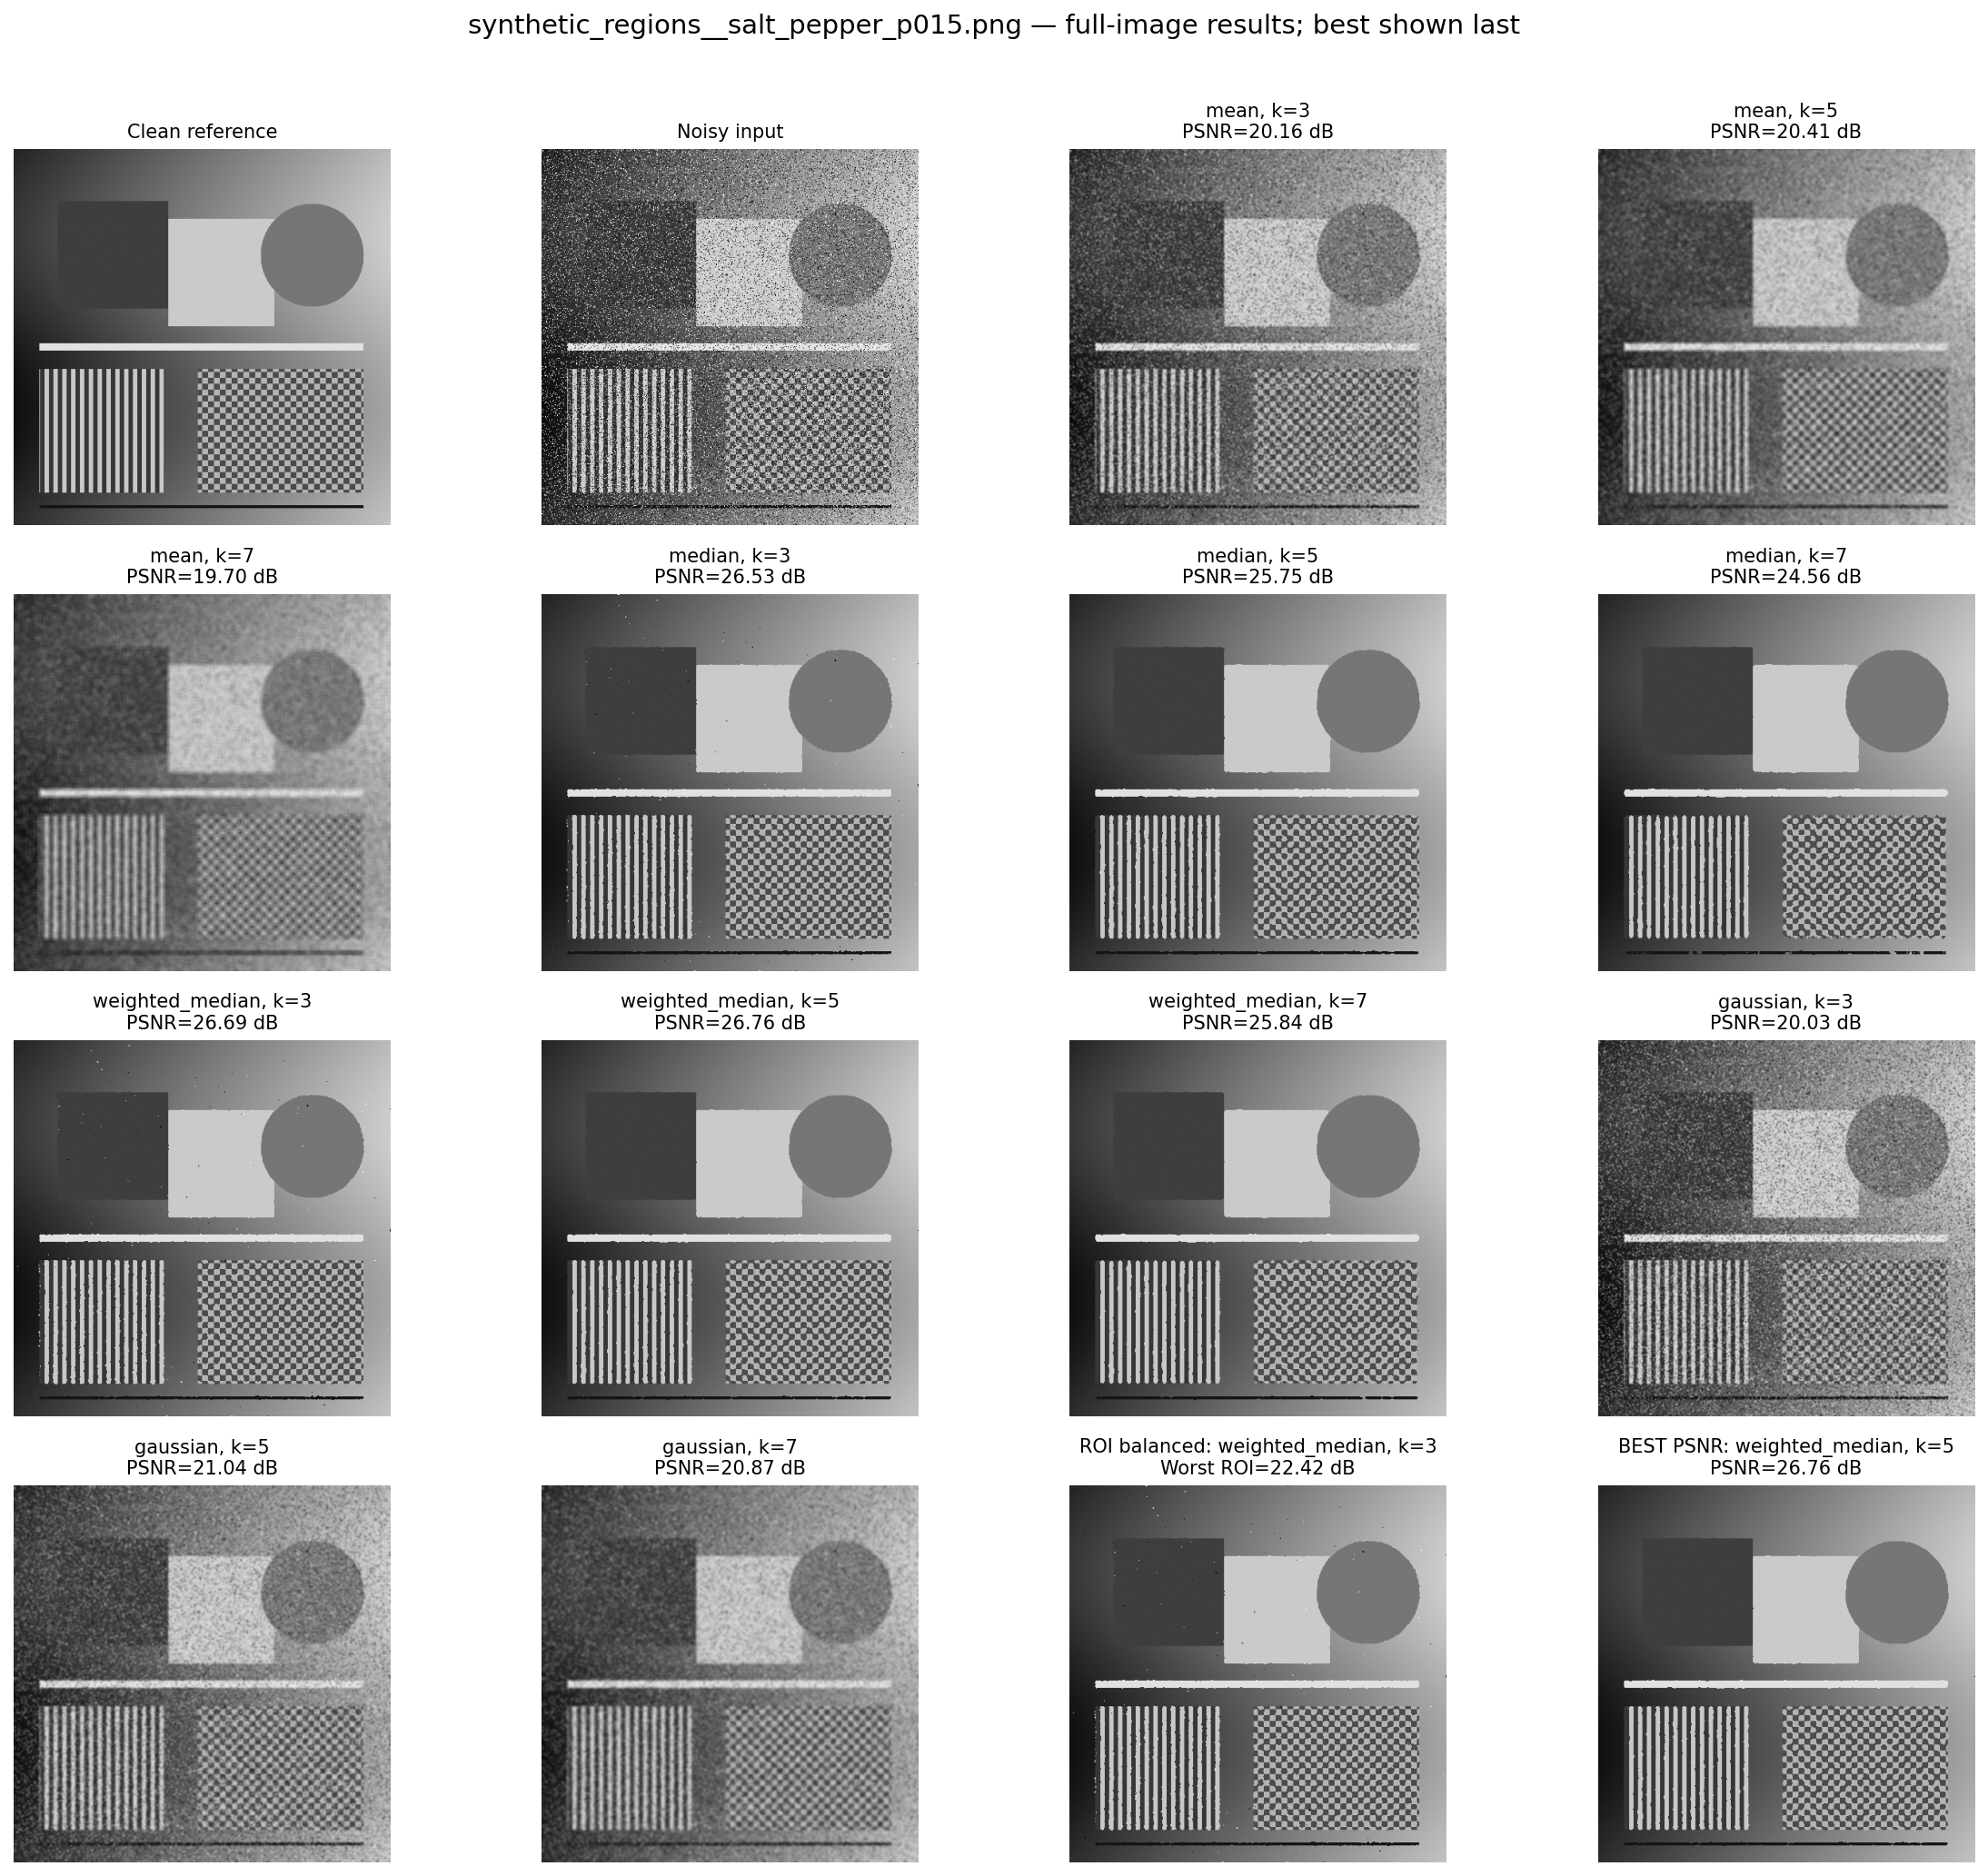 synthetic_regions__salt_pepper_p015.png — full-image results; best shown last
Clean reference
Noisy input
mean, k=3
PSNR=20.16 dB
mean, k=5
PSNR=20.41 dB
mean, k=7
PSNR=19.70 dB
median, k=3
PSNR=26.53 dB
median, k=5
PSNR=25.75 dB
median, k=7
PSNR=24.56 dB
weighted_median, k=3
PSNR=26.69 dB
weighted_median, k=5
PSNR=26.76 dB
weighted_median, k=7
PSNR=25.84 dB
gaussian, k=3
PSNR=20.03 dB
gaussian, k=5
PSNR=21.04 dB
gaussian, k=7
PSNR=20.87 dB
ROI balanced: weighted_median, k=3
Worst ROI=22.42 dB
BEST PSNR: weighted_median, k=5
PSNR=26.76 dB